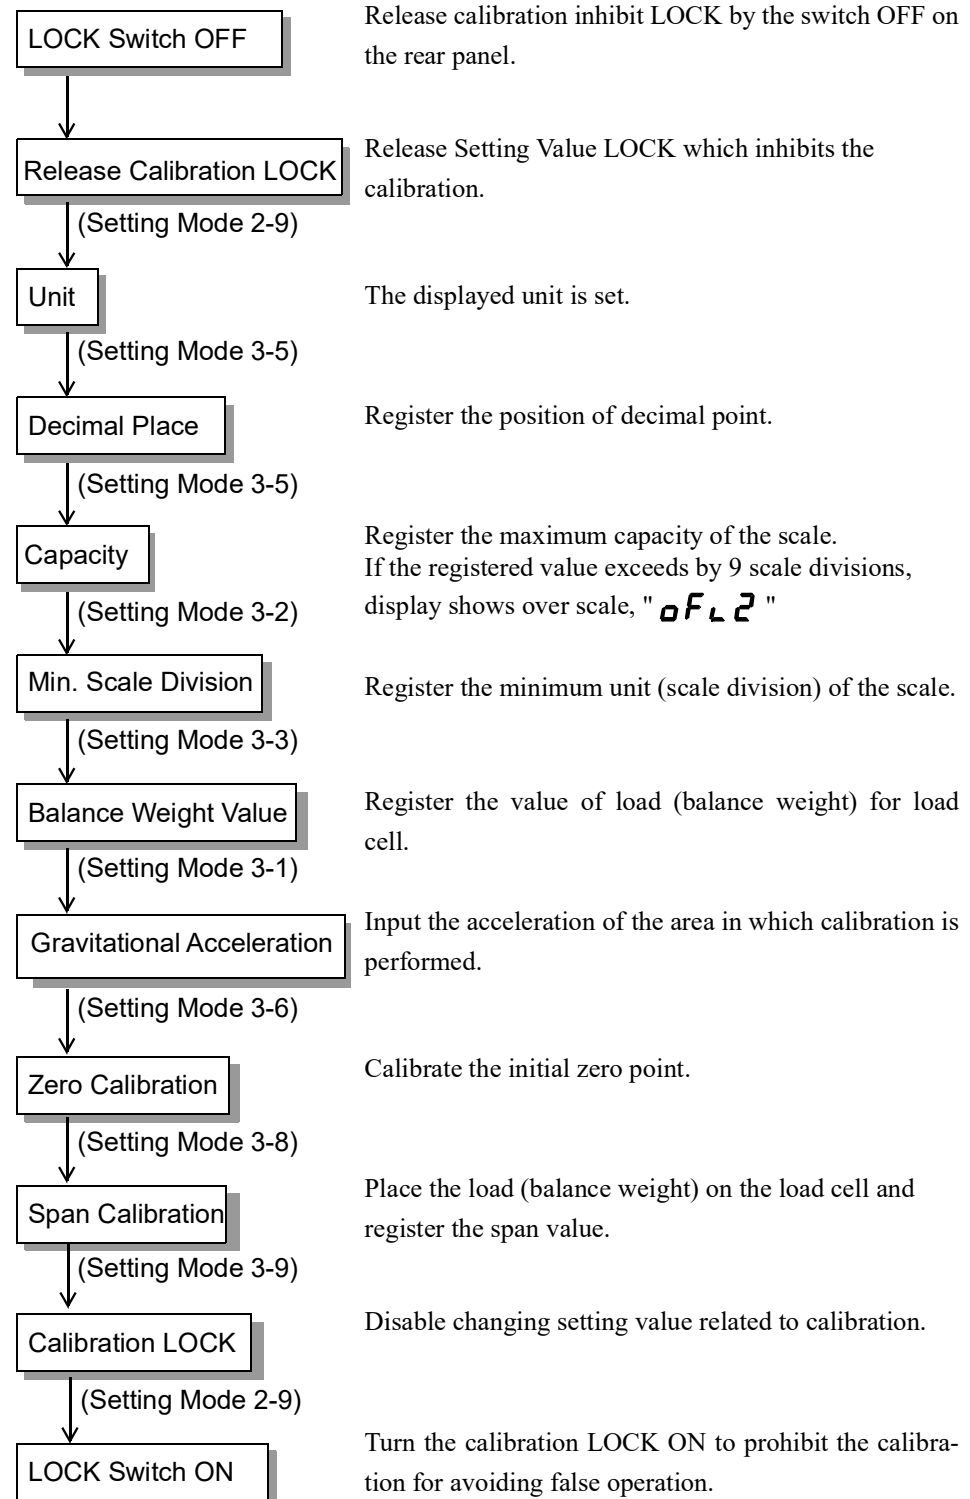 LOCK Switch OFF
Release calibration inhibit LOCK by the switch OFF on
the rear panel.
Release Calibration LOCK
Release Setting Value LOCK which inhibits the
calibration.
(Setting Mode 2-9)
Unit
The displayed unit is set.
(Setting Mode 3-5)
Decimal Place
Register the position of decimal point.
(Setting Mode 3-5)
Capacity
Register the maximum capacity of the scale.
If the registered value exceeds by 9 scale divisions,
display shows over scale, " oFL2 "
(Setting Mode 3-2)
Min. Scale Division
Register the minimum unit (scale division) of the scale.
(Setting Mode 3-3)
Balance Weight Value
Register the value of load (balance weight) for load
cell.
(Setting Mode 3-1)
Gravitational Acceleration
Input the acceleration of the area in which calibration is
performed.
(Setting Mode 3-6)
Zero Calibration
Calibrate the initial zero point.
(Setting Mode 3-8)
Span Calibration
Place the load (balance weight) on the load cell and
register the span value.
(Setting Mode 3-9)
Calibration LOCK
Disable changing setting value related to calibration.
(Setting Mode 2-9)
LOCK Switch ON
Turn the calibration LOCK ON to prohibit the calibra-
tion for avoiding false operation.